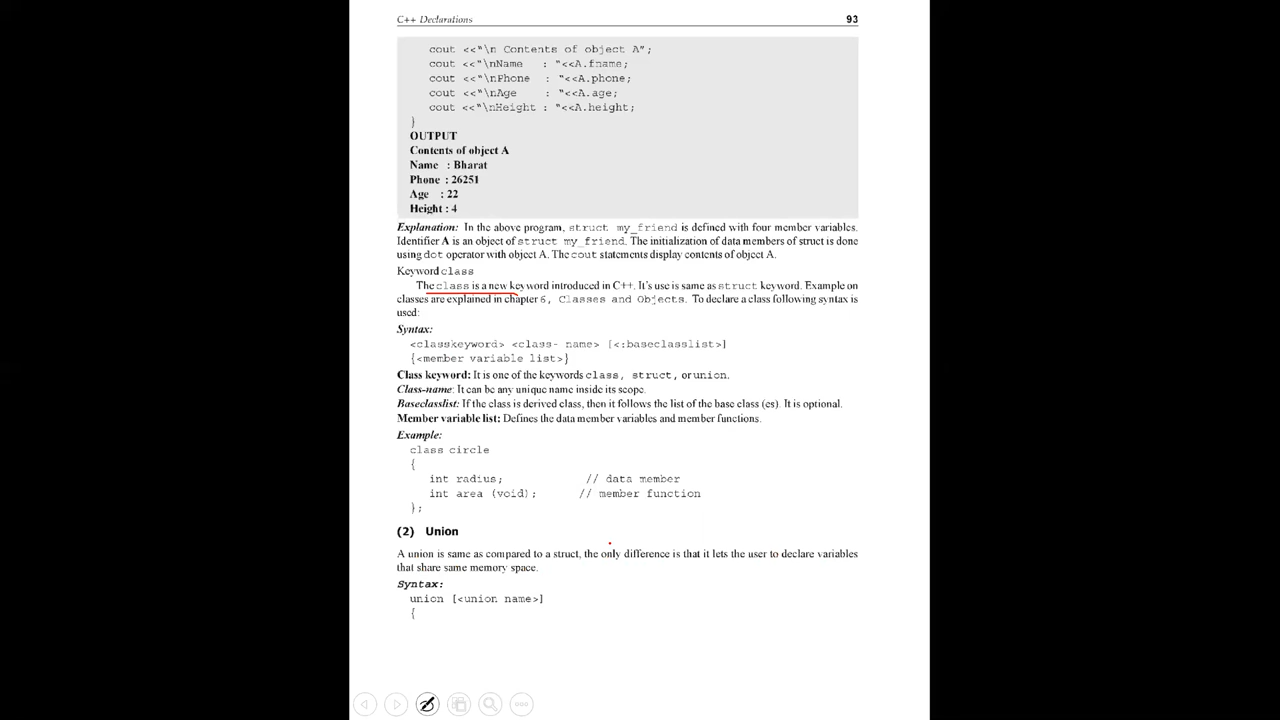 C++ Declarations 93
cout <<“\n Contents of object A”;
cout <<“\nName : “<<A.fname;
cout <<“\nPhone : “<<A.phone;
cout <<“\nAge : “<<A.age;
cout <<“\nHeight : “<<A.height;
}
OUTPUT
Contents of object A
Name : Bharat
Phone : 26251
Age : 22
Height : 4
Explanation: In the above program, struct my_friend is defined with four member variables.
Identifier A is an object of struct my_friend. The initialization of data members of struct is done
using dot operator with object A. The cout statements display contents of object A.
Keyword class
The class is a new keyword introduced in C++. It’s use is same as struct keyword. Example on
classes are explained in chapter 6, Classes and Objects. To declare a class following syntax is
used:
Syntax:
<classkeyword> <class- name> [<:baseclasslist>]
{<member variable list>}
Class keyword: It is one of the keywords class, struct, orunion.
Class-name: It can be any unique name inside its scope.
Baseclasslist: If the class is derived class, then it follows the list of the base class (es). It is optional.
Member variable list: Defines the data member variables and member functions.
Example:
class circle
{
int radius; // data member
int area (void); // member function
};
(2) Union
A union is same as compared to a struct, the only difference is that it lets the user to declare variables
that share same memory space.
Syntax:
union [<union name>]
{